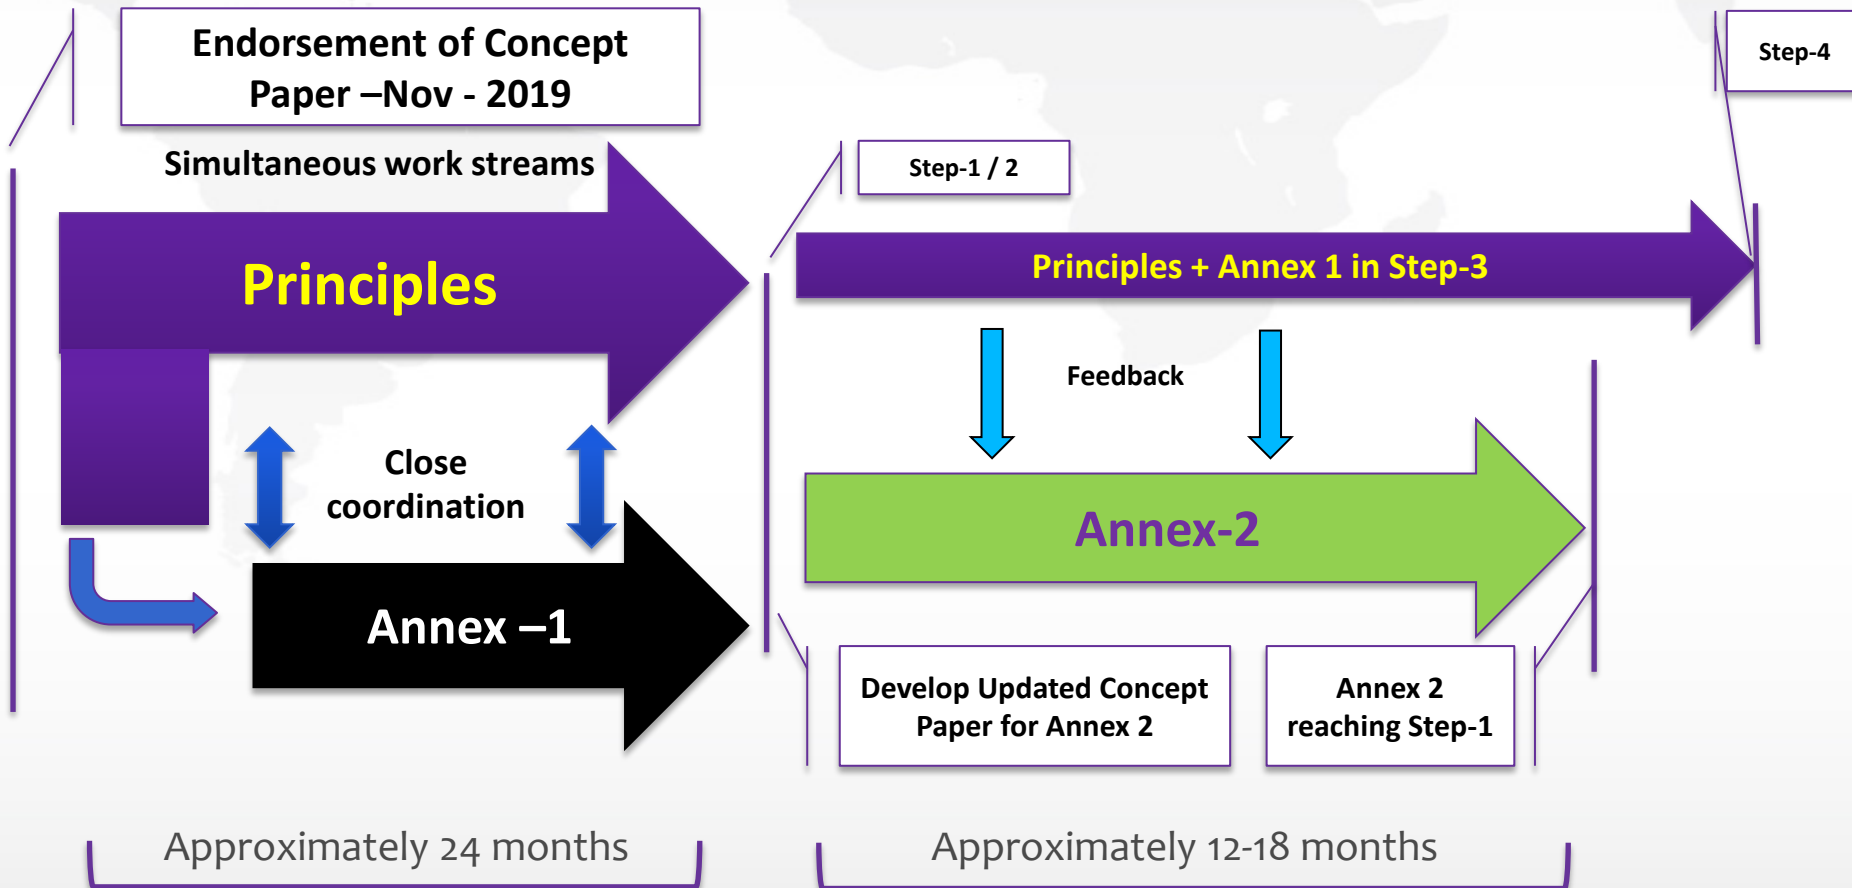 Endorsement of Concept
Paper –Nov - 2019
Step-4
Simultaneous work streams
Step-1 / 2
Principles
Principles + Annex 1 in Step-3
Feedback
Close
coordination
Annex-2
Annex –1
Develop Updated Concept
Paper for Annex 2
Annex 2
reaching Step-1
Approximately 24 months
Approximately 12-18 months